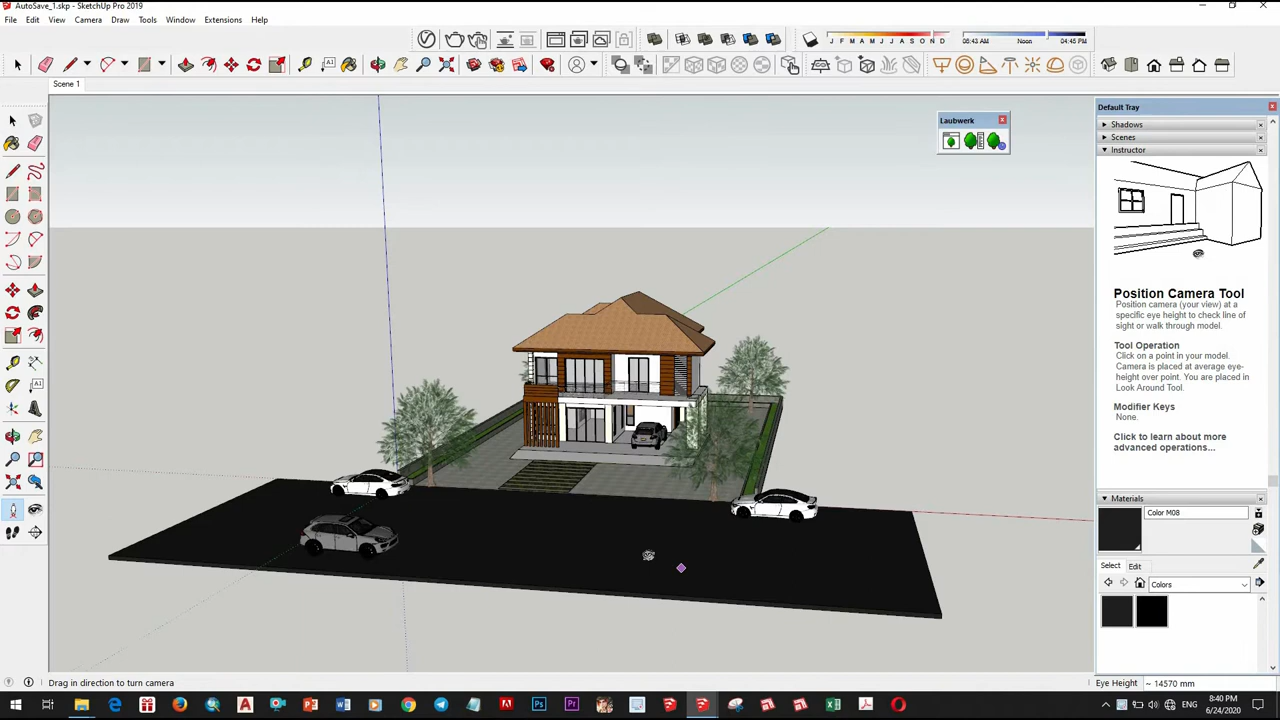 AutoSave_1.skp - SketchUp Pro 2019
File Edit View Camera Draw Tools Window Extensions Help
J F M A M J J A S O N D
06:43 AM Noon 04:45 PM
Scene 1
Laubwerk
Default Tray
Shadows
Scenes
Instructor
Position Camera Tool
Position camera (your view) at a
specific eye height to check line of
sight or walk through model.
Tool Operation
Click on a point in your model.
Camera is placed at average eye-
height over point. You are placed in
Look Around Tool.
Modifier Keys
None.
Click to learn about more
advanced operations...
Materials
Color M08
Select Edit
Colors
Drag in direction to turn camera
Eye Height ~ 14570 mm
8:40 PM
ENG
6/24/2020